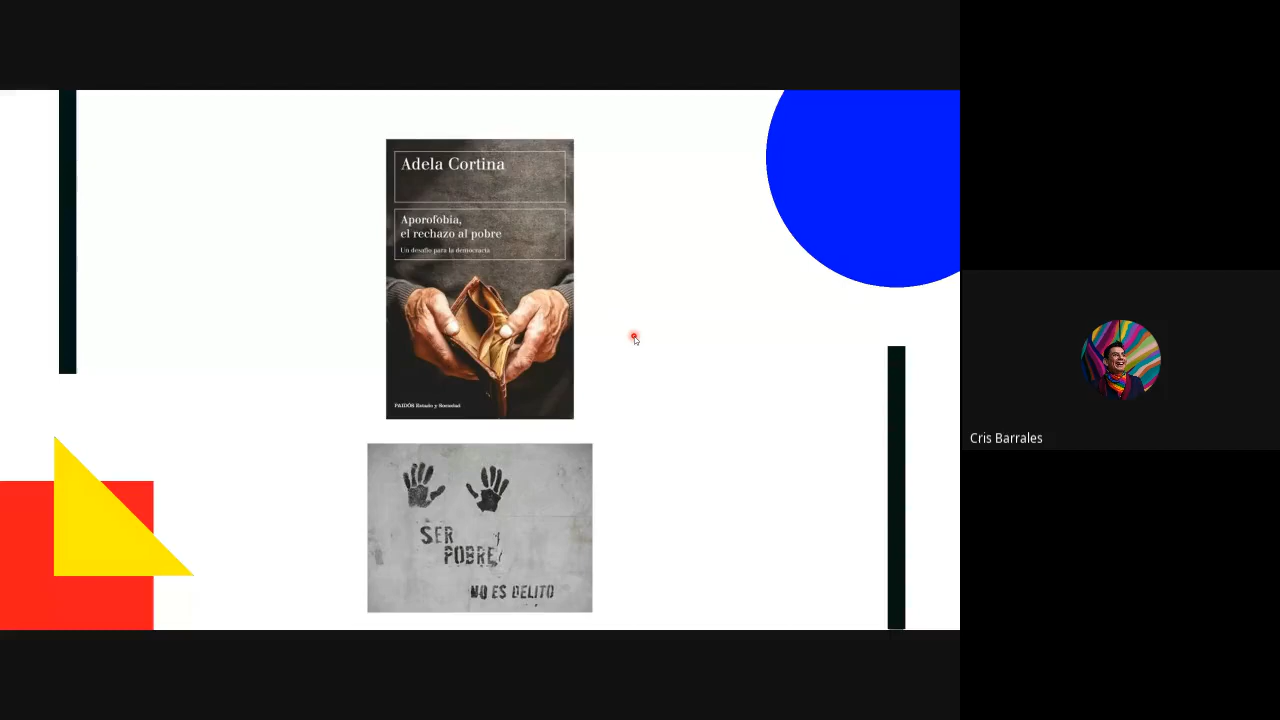 Adela Cortina
Aporofobia,
el rechazo al pobre
Un desafío para la democracia
PAIDÓS Estado y Sociedad
SER
POBRE
NO ES DELITO
Cris Barrales